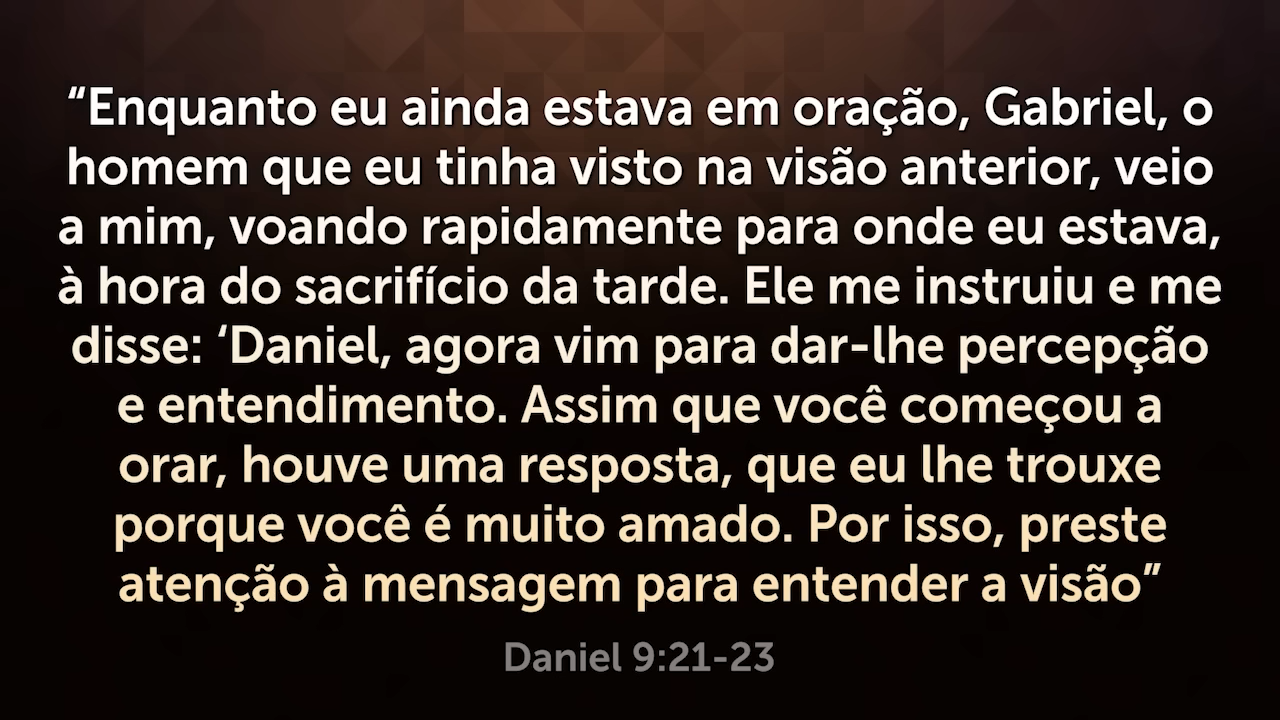 “Enquanto eu ainda estava em oração, Gabriel, o
homem que eu tinha visto na visão anterior, veio
a mim, voando rapidamente para onde eu estava,
à hora do sacrifício da tarde. Ele me instruiu e me
disse: ‘Daniel, agora vim para dar-lhe percepção
e entendimento. Assim que você começou a
orar, houve uma resposta, que eu lhe trouxe
porque você é muito amado. Por isso, preste
atenção à mensagem para entender a visão”
Daniel 9:21-23